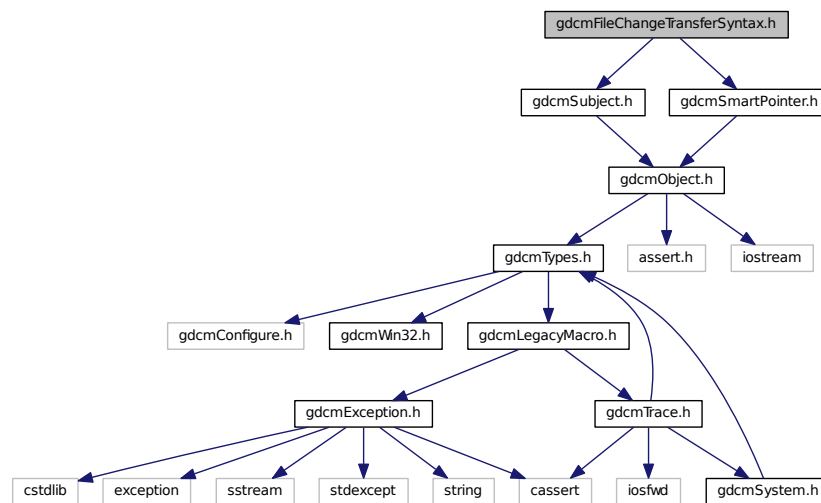 gdcmFileChangeTransferSyntax.h
gdcmSubject.h
gdcmSmartPointer.h
gdcmObject.h
gdcmTypes.h
assert.h
iostream
gdcmConfigure.h
gdcmWin32.h
gdcmLegacyMacro.h
gdcmException.h
gdcmTrace.h
cstdlib
exception
sstream
stdexcept
string
cassert
iosfwd
gdcmSystem.h